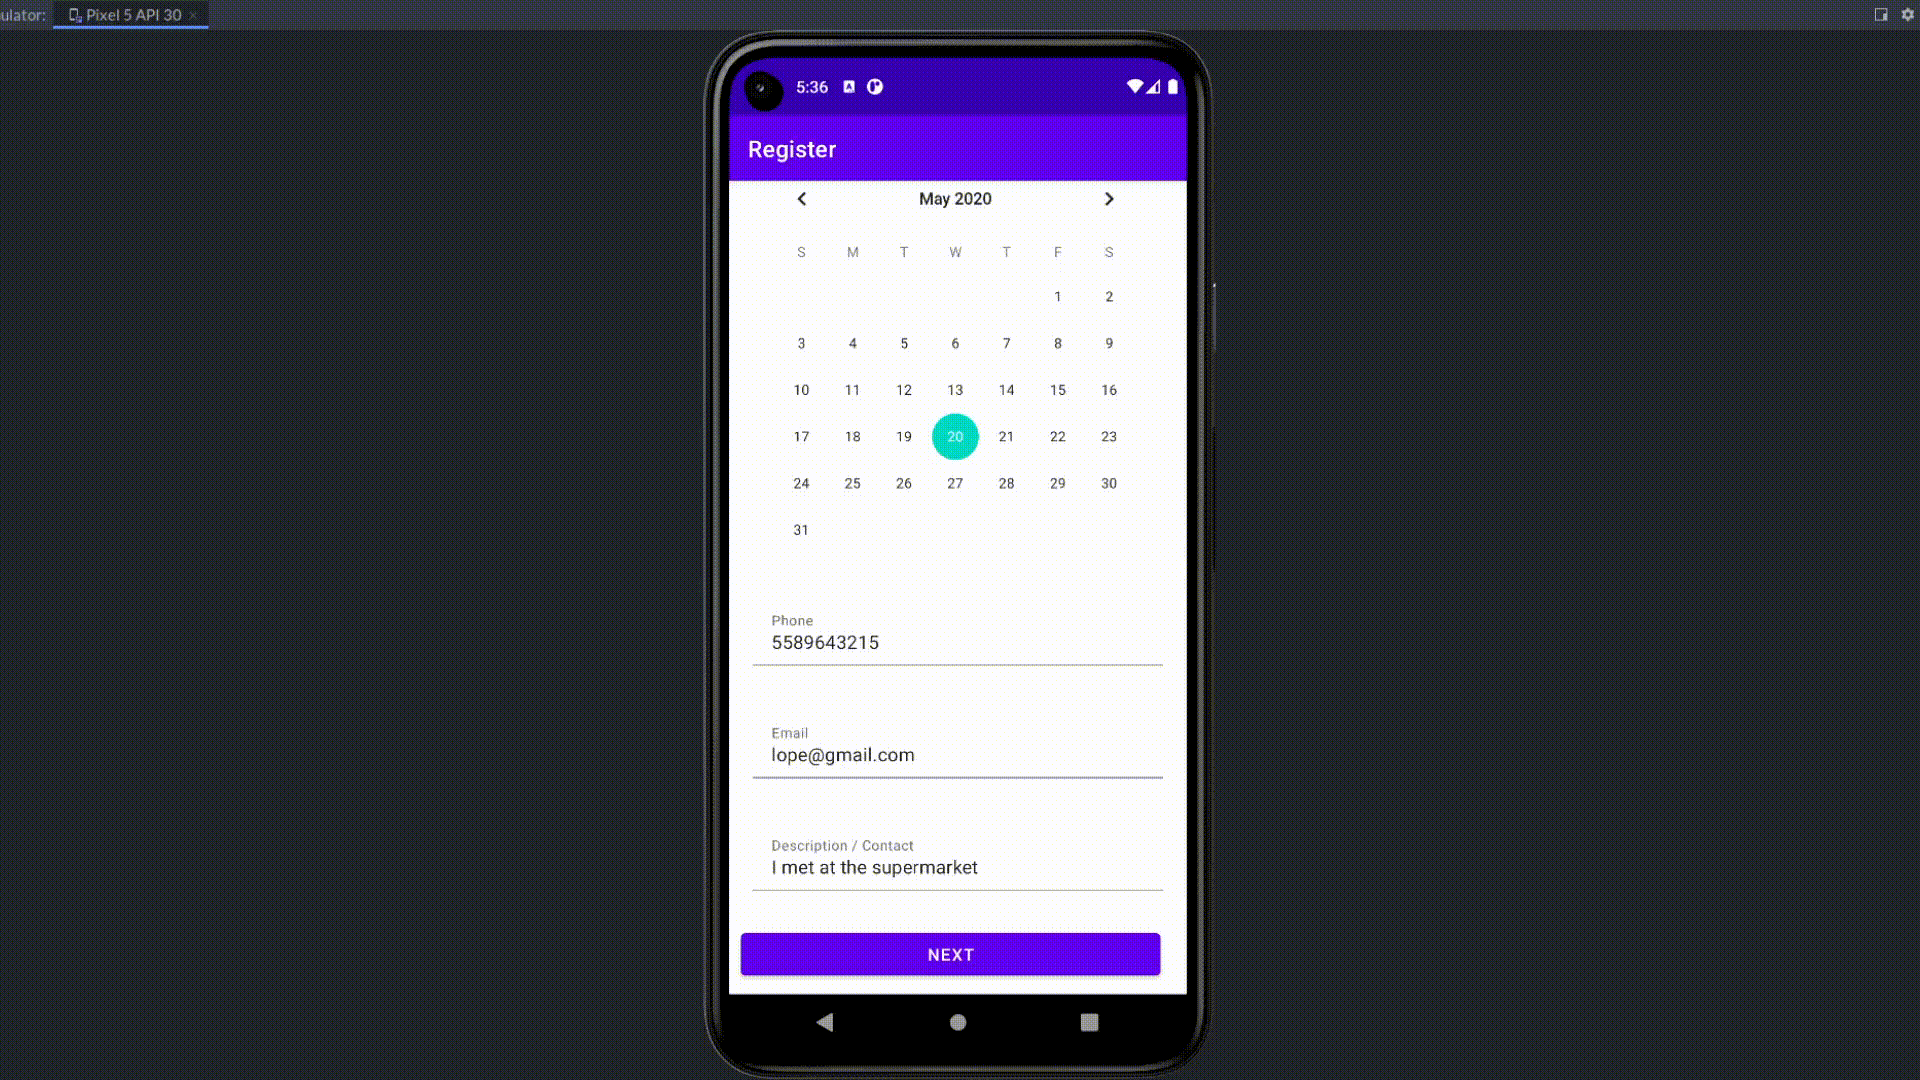 ulator: Pixel 5 API 30
5:36
Register
May 2020
S M T W T F S
1 2
3 4 5 6 7 8 9
10 11 12 13 14 15 16
17 18 19 20 21 22 23
24 25 26 27 28 29 30
31
Phone
5589643215
Email
lope@gmail.com
Description / Contact
I met at the supermarket
NEXT